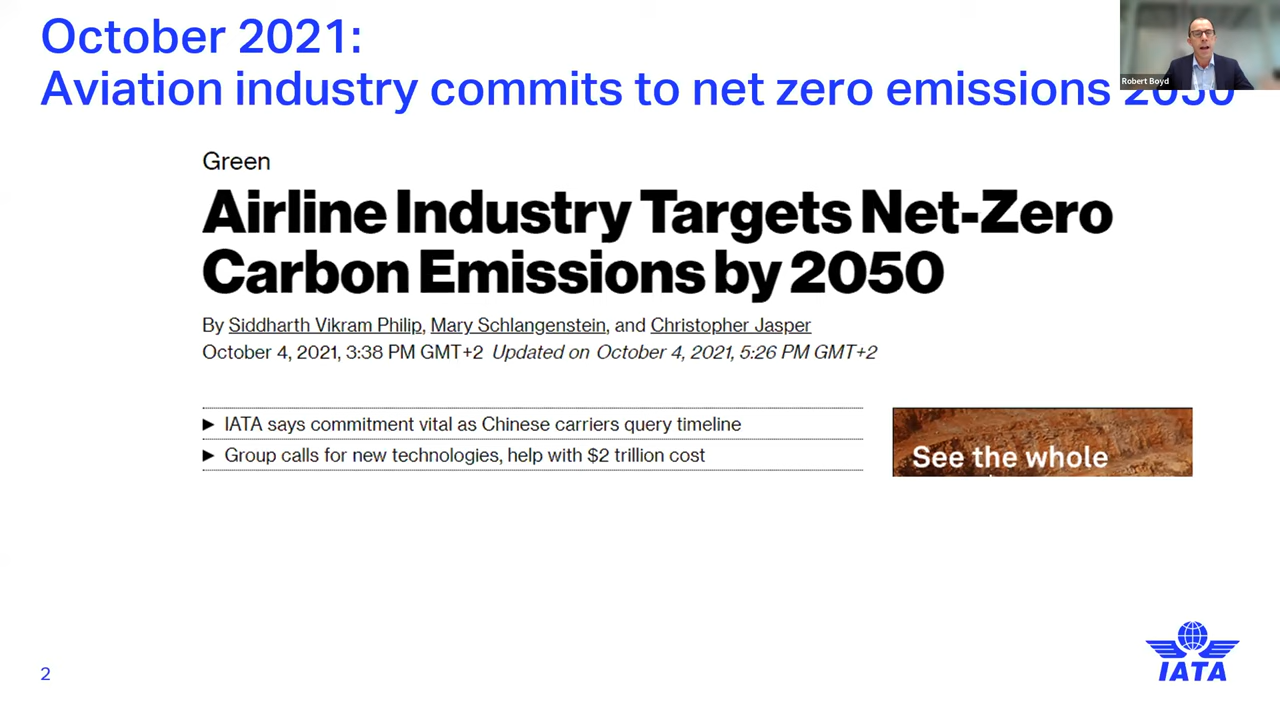 October 2021:
Aviation industry commits to net zero emissions 2050
Robert Boyd
Green
Airline Industry Targets Net-Zero
Carbon Emissions by 2050
By Siddharth Vikram Philip, Mary Schlangenstein, and Christopher Jasper
October 4, 2021, 3:38 PM GMT+2 Updated on October 4, 2021, 5:26 PM GMT+2
▶ IATA says commitment vital as Chinese carriers query timeline
▶ Group calls for new technologies, help with $2 trillion cost
See the whole
2
IATA